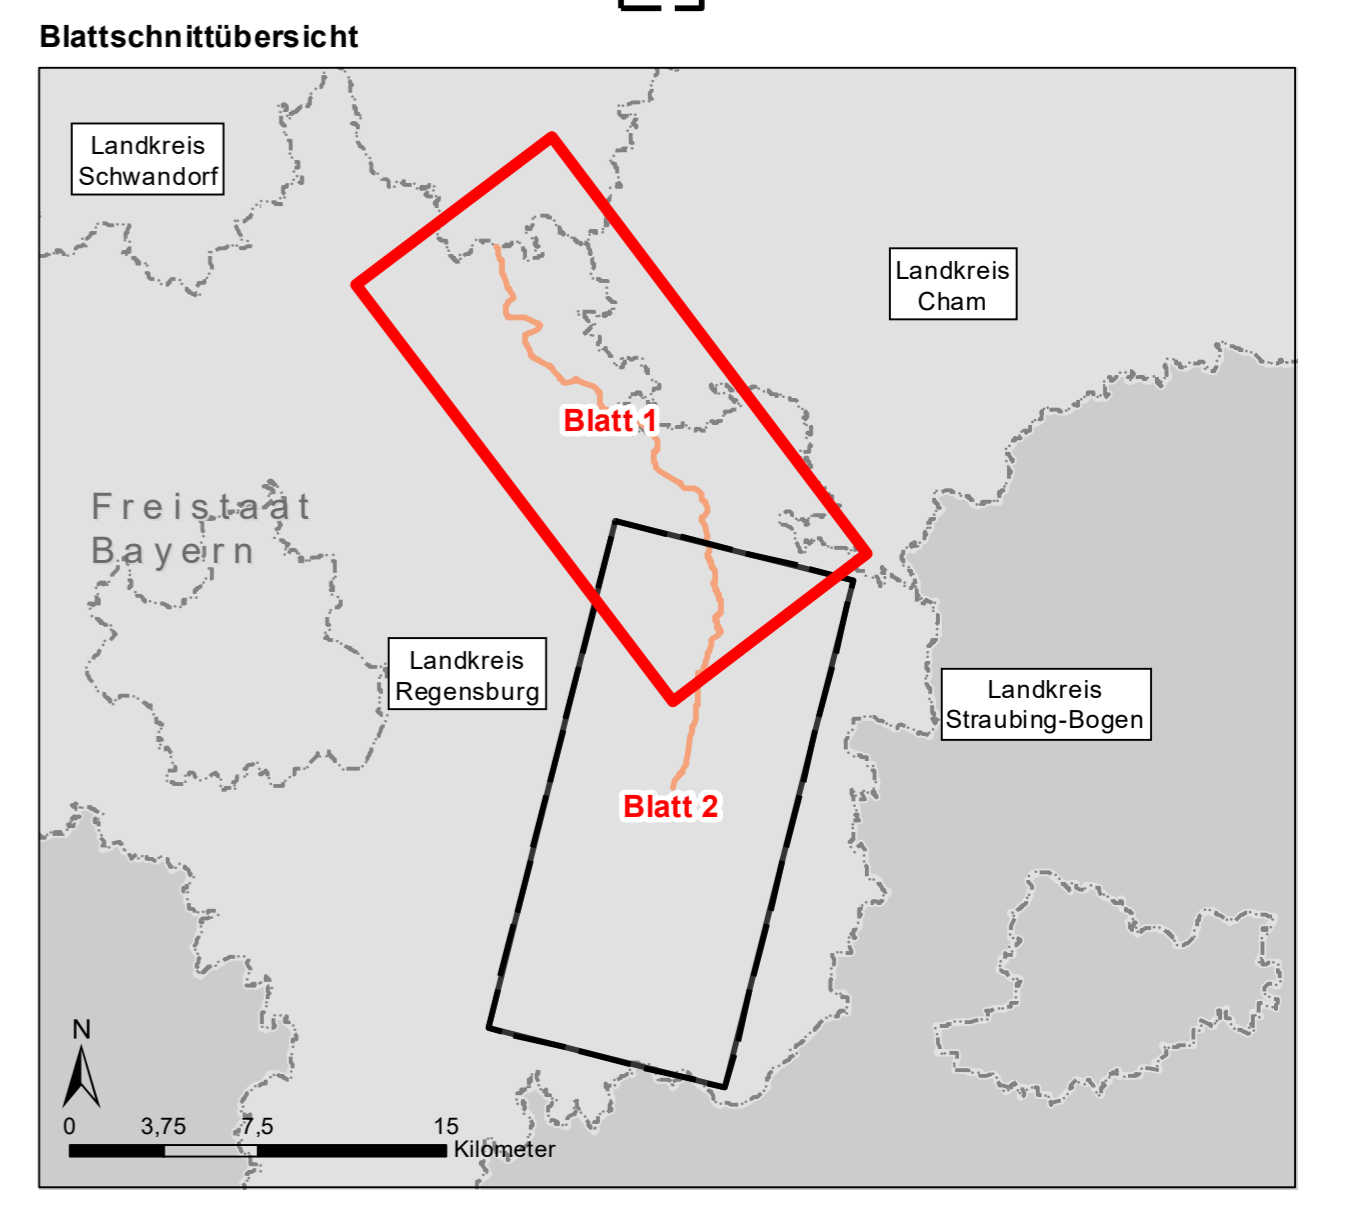 Blattschnittübersicht
Landkreis
Schwandorf
Landkreis
Cham
Blatt 1
Freistaat
Bayern
Landkreis
Regensburg
Landkreis
Straubing-Bogen
Blatt 2
N
0 3,75 7,5 15
Kilometer